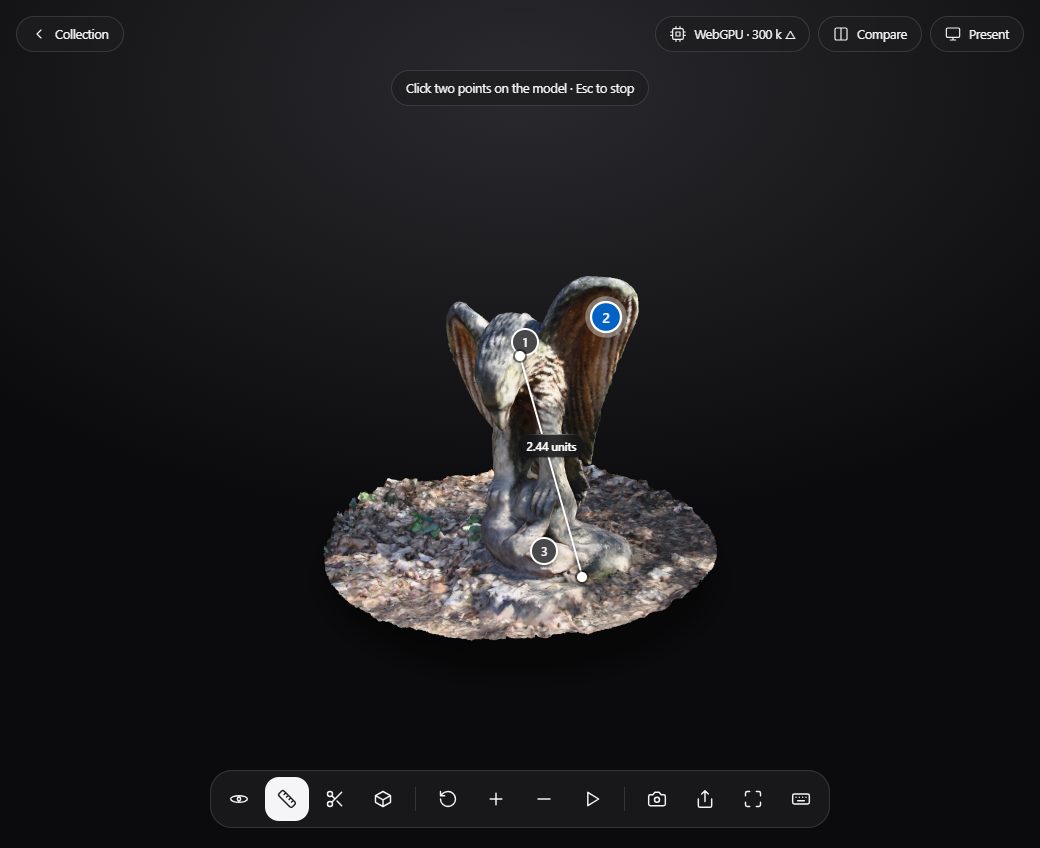 Collection
WebGPU · 300 k △
Compare
Present
Click two points on the model · Esc to stop
2
1
2.44 units
3